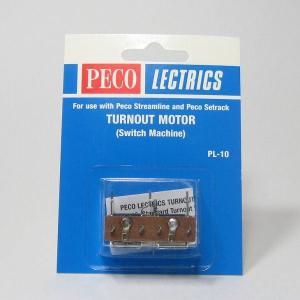 PECO LECTRICS
For use with Peco Streamline and Peco Setrack
TURNOUT MOTOR
(Switch Machine)
PL-10
PECO LECTRICS TURNOUT
Standard Turnout